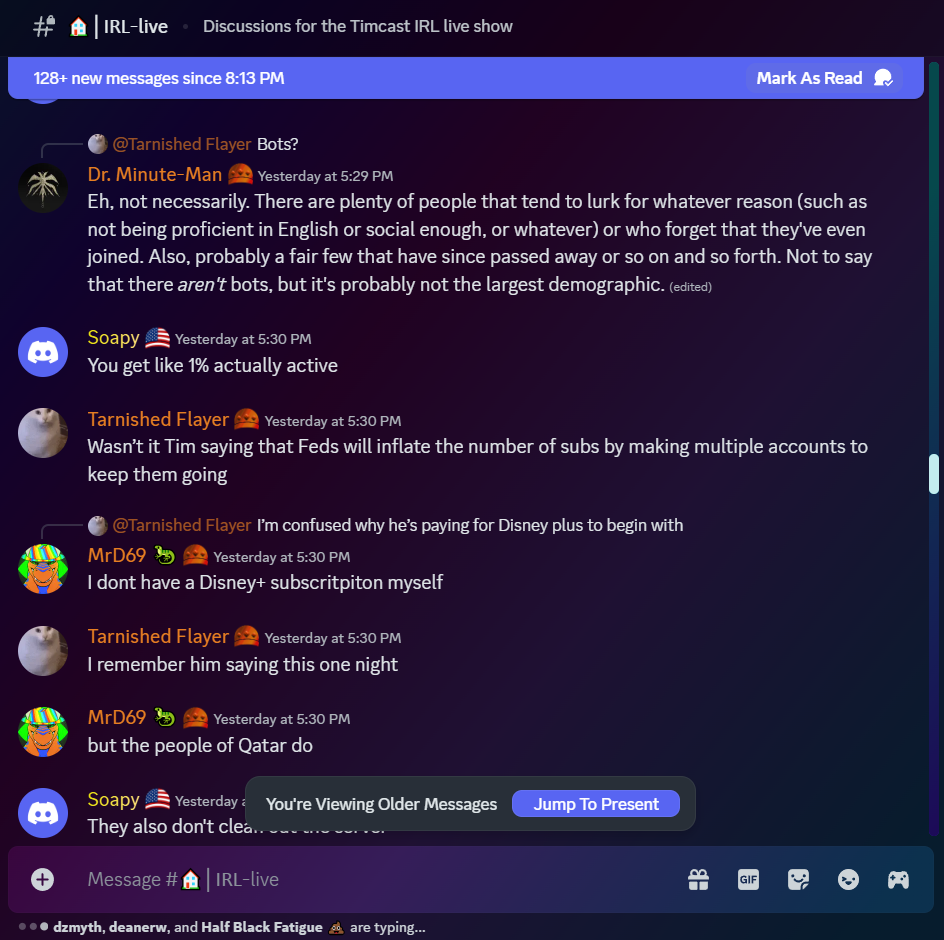 IRL-live
Discussions for the Timcast IRL live show
128+ new messages since 8:13 PM
Mark As Read
@Tarnished Flayer Bots?
Dr. Minute-Man Yesterday at 5:29 PM
Eh, not necessarily. There are plenty of people that tend to lurk for whatever reason (such as
not being proficient in English or social enough, or whatever) or who forget that they've even
joined. Also, probably a fair few that have since passed away or so on and so forth. Not to say
that there aren't bots, but it's probably not the largest demographic. (edited)
Soapy Yesterday at 5:30 PM
You get like 1% actually active
Tarnished Flayer Yesterday at 5:30 PM
Wasn’t it Tim saying that Feds will inflate the number of subs by making multiple accounts to
keep them going
@Tarnished Flayer I’m confused why he’s paying for Disney plus to begin with
MrD69 Yesterday at 5:30 PM
I dont have a Disney+ subscritpiton myself
Tarnished Flayer Yesterday at 5:30 PM
I remember him saying this one night
MrD69 Yesterday at 5:30 PM
but the people of Qatar do
Soapy Yesterday
They also don't clean out the server
You're Viewing Older Messages
Jump To Present
Message #🏠 | IRL-live
GIF
dzmyth, deanerw, and Half Black Fatigue 💩 are typing...